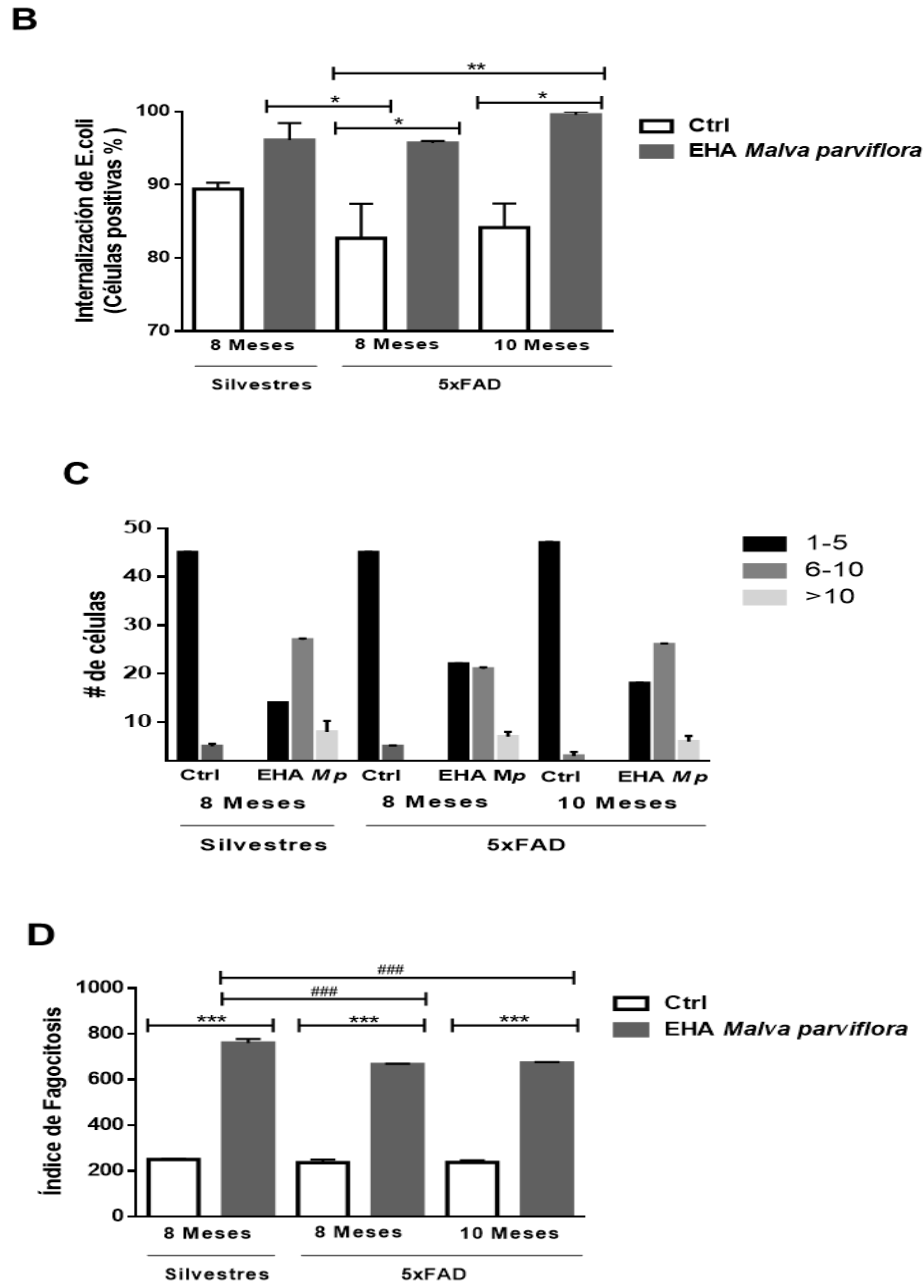 B
**
*
*
*
100
90
80
70
Internalización de E.coli
(Células positivas %)
Ctrl
EHA Malva parviflora
8 Meses 8 Meses 10 Meses
Silvestres 5xFAD
C
50
40
30
20
10
# de células
1-5
6-10
>10
Ctrl EHA Mp Ctrl EHA Mp Ctrl EHA Mp
8 Meses 8 Meses 10 Meses
Silvestres 5xFAD
D
###
###
*** *** ***
1000
800
600
400
200
0
Índice de Fagocitosis
Ctrl
EHA Malva parviflora
8 Meses 8 Meses 10 Meses
Silvestres 5xFAD